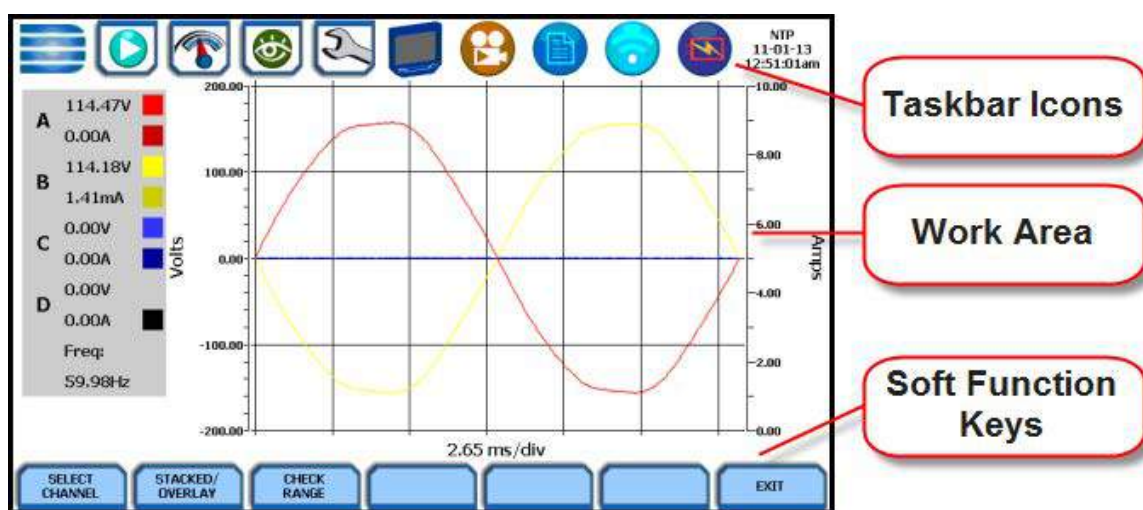 NTP
11-01-13
12:51:01am
A
114.47V
0.00A
B
114.18V
1.41mA
C
0.00V
0.00A
D
0.00V
0.00A
Freq:
59.98Hz
Volts
200.00
100.00
0.00
-100.00
-200.00
10.00
8.00
6.00
4.00
2.00
0.00
Amps
2.65 ms/div
SELECT
CHANNEL
STACKED/
OVERLAY
CHECK
RANGE
EXIT
Taskbar Icons
Work Area
Soft Function
Keys